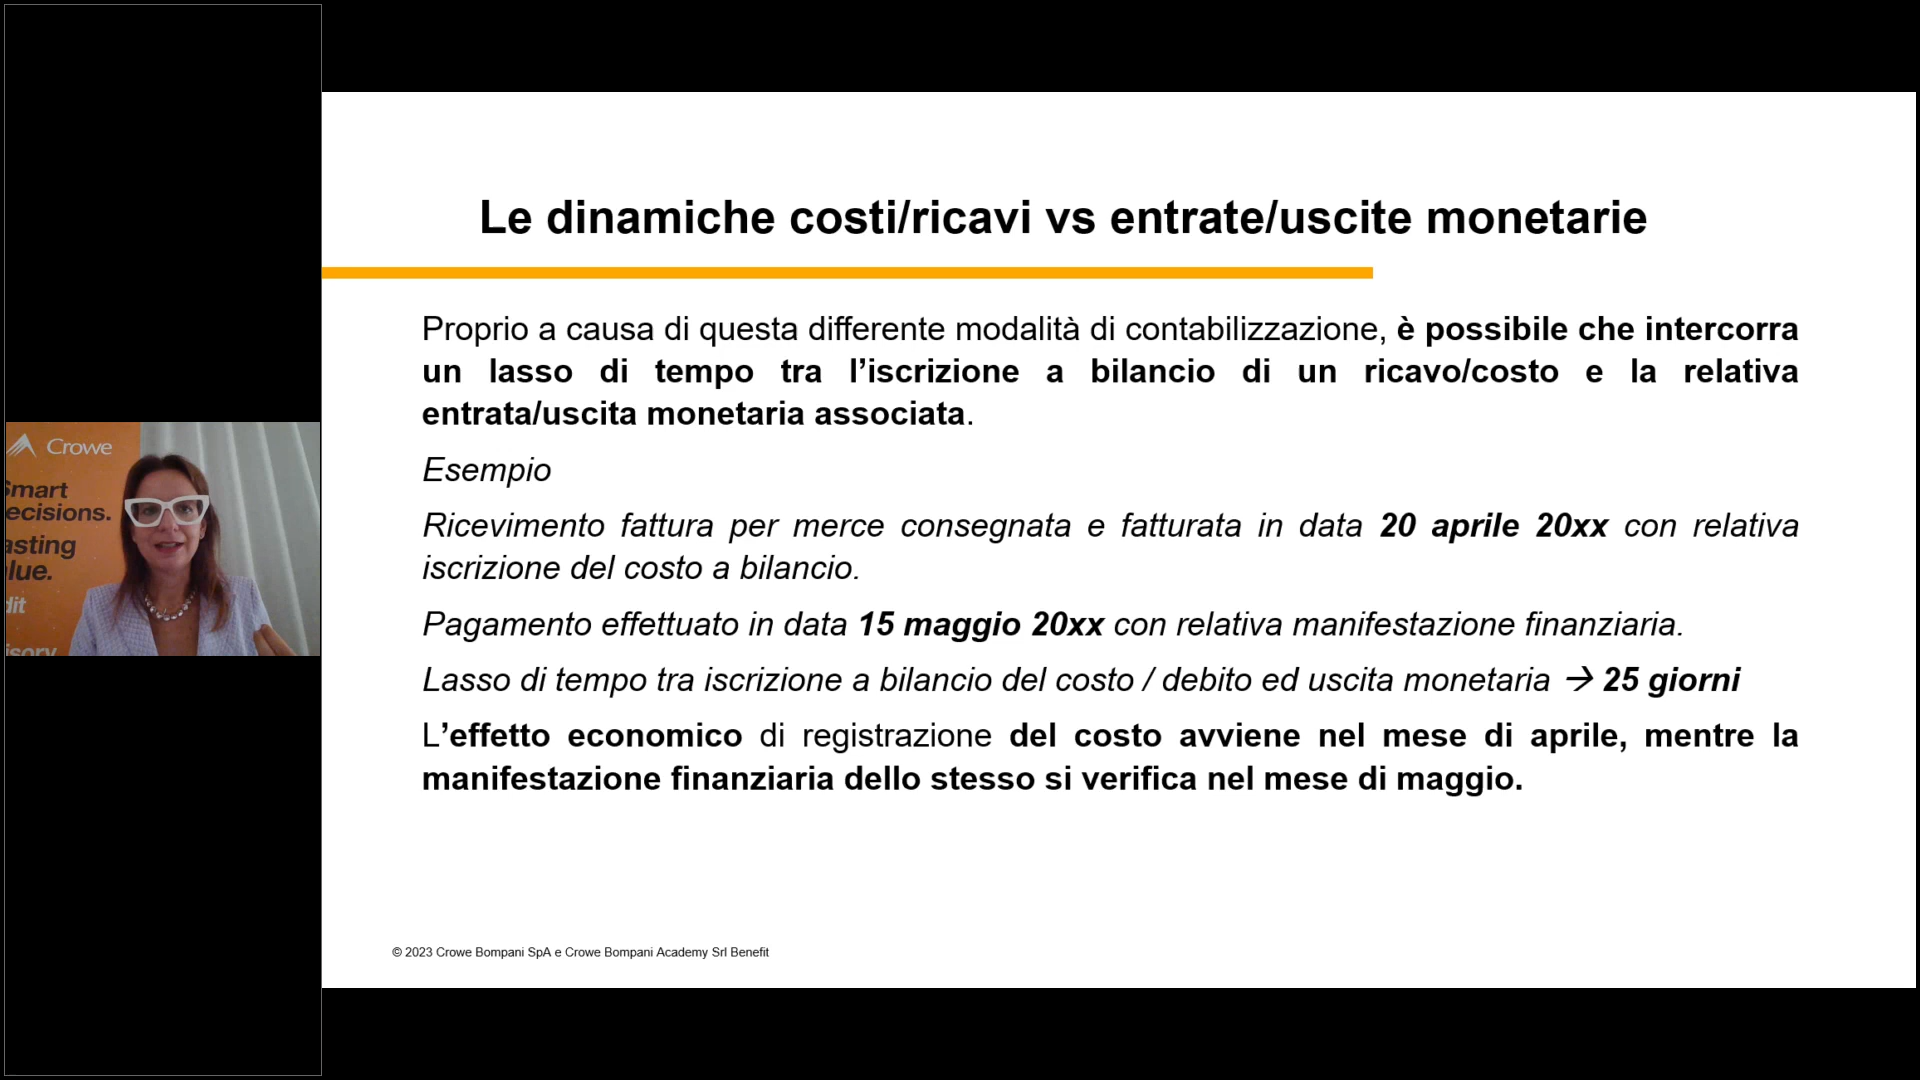 Crowe
Smart
ecisions.
asting
lue.
dit
isory
Le dinamiche costi/ricavi vs entrate/uscite monetarie
Proprio a causa di questa differente modalità di contabilizzazione, è possibile che intercorra
un lasso di tempo tra l’iscrizione a bilancio di un ricavo/costo e la relativa
entrata/uscita monetaria associata.
Esempio
Ricevimento fattura per merce consegnata e fatturata in data 20 aprile 20xx con relativa
iscrizione del costo a bilancio.
Pagamento effettuato in data 15 maggio 20xx con relativa manifestazione finanziaria.
Lasso di tempo tra iscrizione a bilancio del costo / debito ed uscita monetaria → 25 giorni
L’effetto economico di registrazione del costo avviene nel mese di aprile, mentre la
manifestazione finanziaria dello stesso si verifica nel mese di maggio.
© 2023 Crowe Bompani SpA e Crowe Bompani Academy Srl Benefit